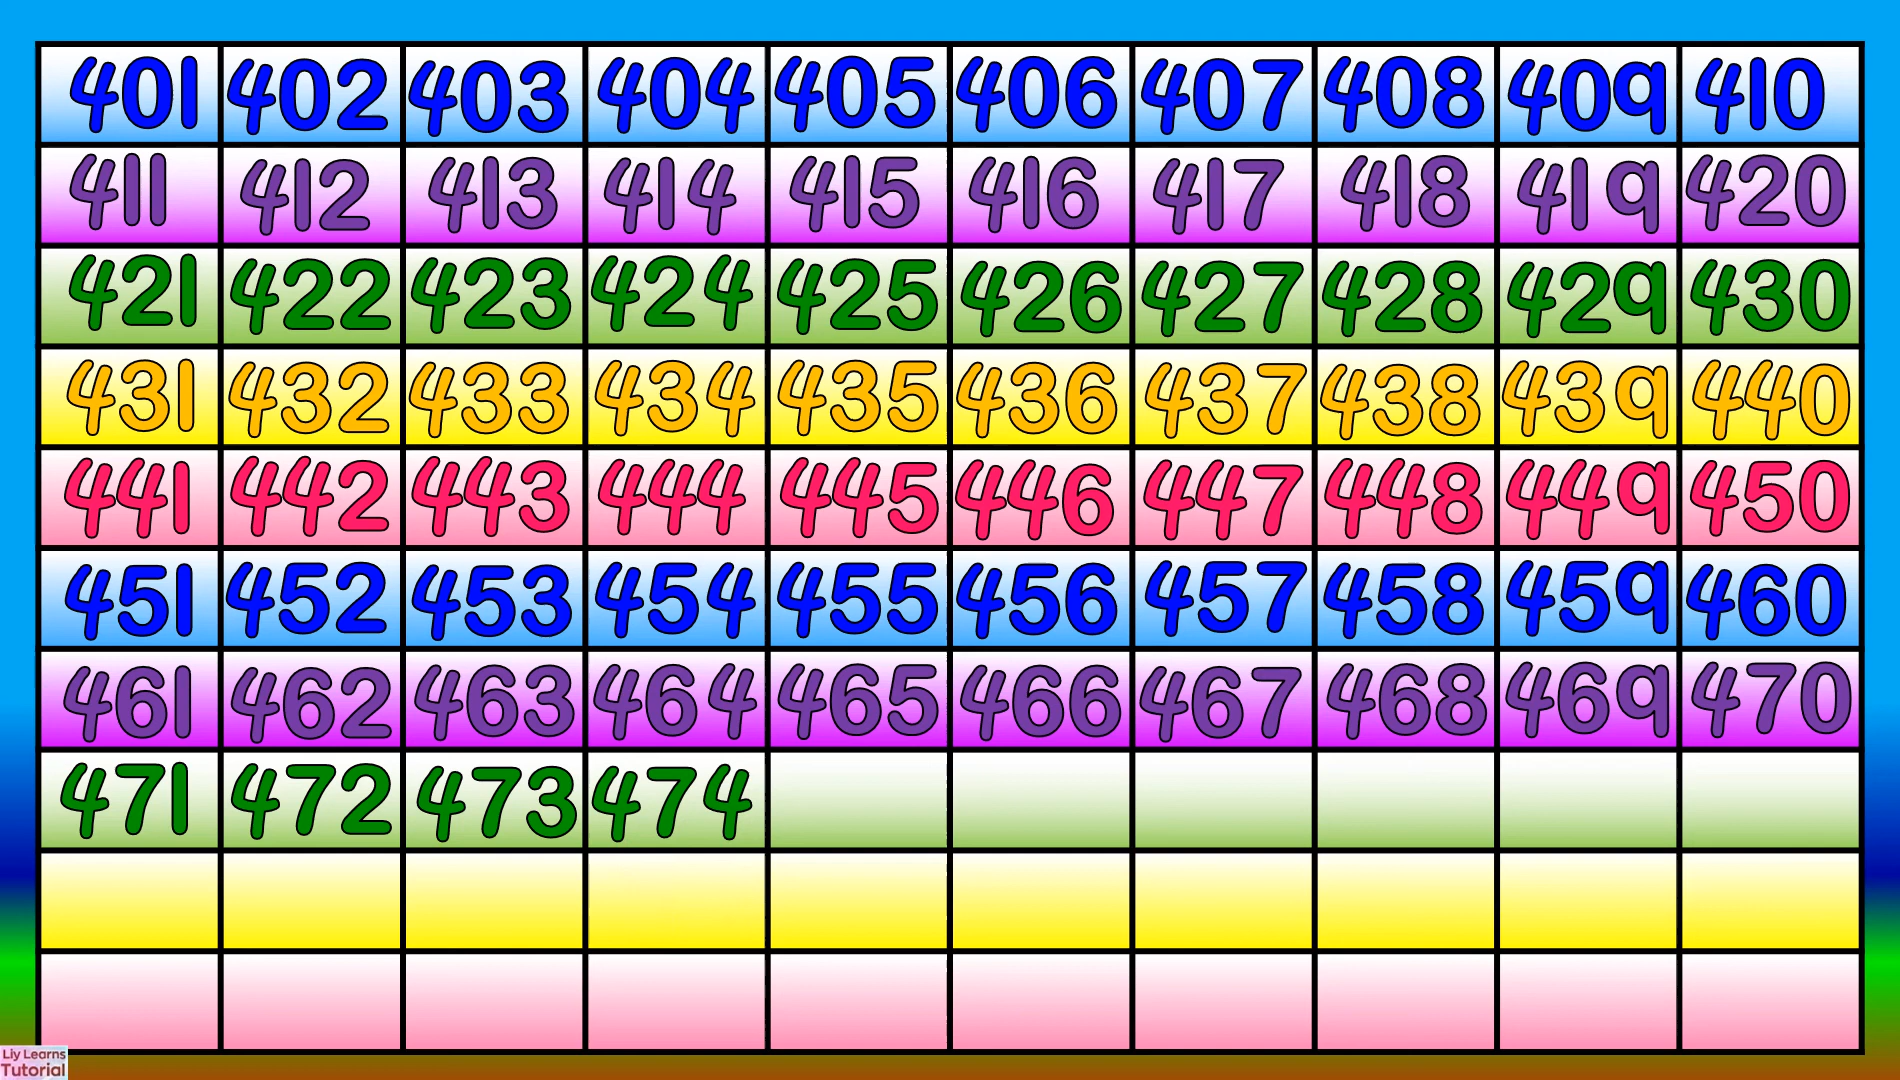 401 402 403 404 405 406 407 408 409 410
411 412 413 414 415 416 417 418 419 420
421 422 423 424 425 426 427 428 429 430
431 432 433 434 435 436 437 438 439 440
441 442 443 444 445 446 447 448 449 450
451 452 453 454 455 456 457 458 459 460
461 462 463 464 465 466 467 468 469 470
471 472 473 474
Liy Learns
Tutorial